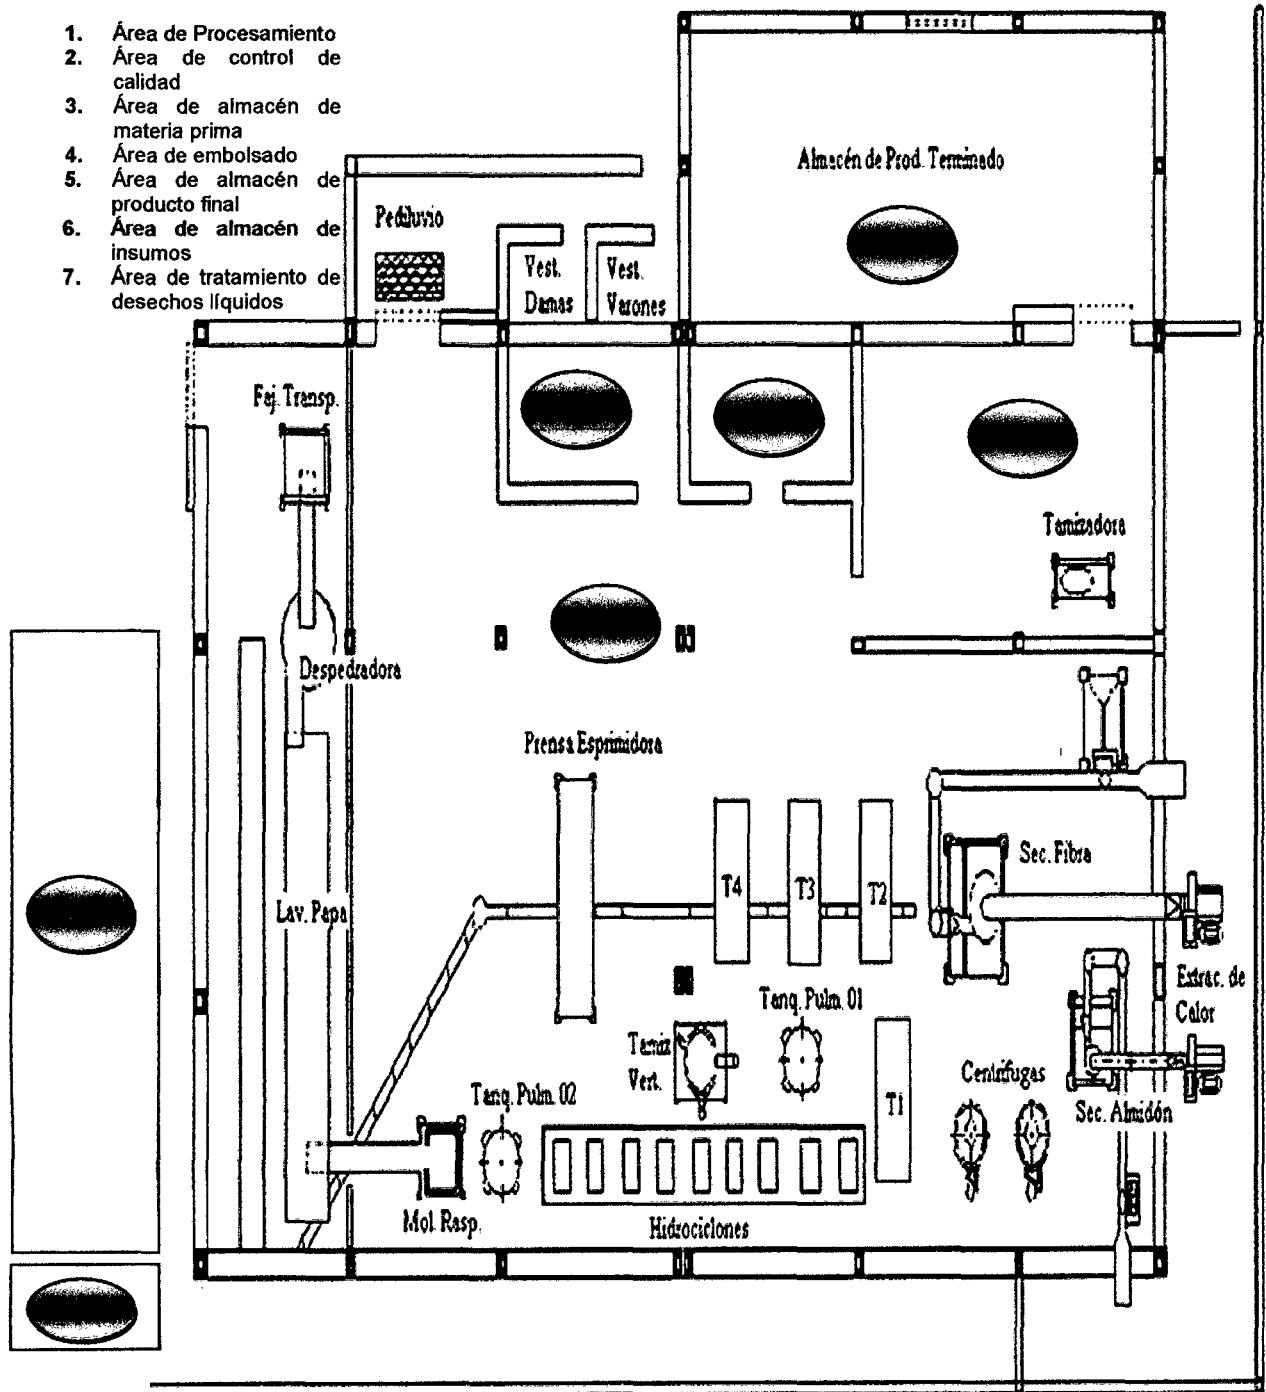 1. Área de Procesamiento
2. Área de control de
calidad
3. Área de almacén de
materia prima
4. Área de embolsado
5. Área de almacén de
producto final
6. Área de almacén de
insumos
7. Área de tratamiento de
desechos líquidos
Almacén de Prod. Terminado
Pediluvio
Vest.
Damas
Vest.
Varones
Faj. Transp.
Tamizadora
Despedradora
Prensa Esprimidora
Sec. Fibra
T4
T3
T2
Lav. Papa
Extrac. de
Calor
Tanq. Pulm. 01
Tamiz
Vert.
Centrífugas
Tanq. Pulm. 02
T1
Sec. Almidón
Mol. Rasp.
Hidrociclones